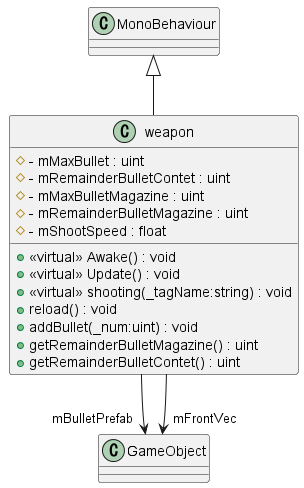 C MonoBehaviour
C weapon
- mMaxBullet : uint
- mRemainderBulletContet : uint
- mMaxBulletMagazine : uint
- mRemainderBulletMagazine : uint
- mShootSpeed : float
«virtual» Awake() : void
«virtual» Update() : void
«virtual» shooting(_tagName:string) : void
reload() : void
addBullet(_num:uint) : void
getRemainderBulletMagazine() : uint
getRemainderBulletContet() : uint
mBulletPrefab mFrontVec
C GameObject